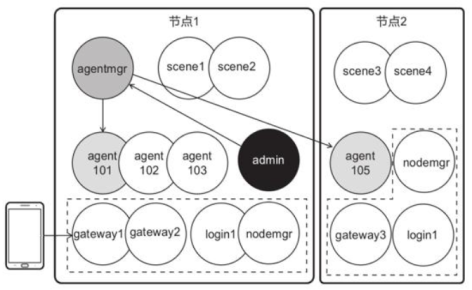 节点1
节点2
agentmgr
scene1
scene2
scene3
scene4
agent
101
agent
102
agent
103
admin
agent
105
nodemgr
gateway1
gateway2
login1
nodemgr
gateway3
login1